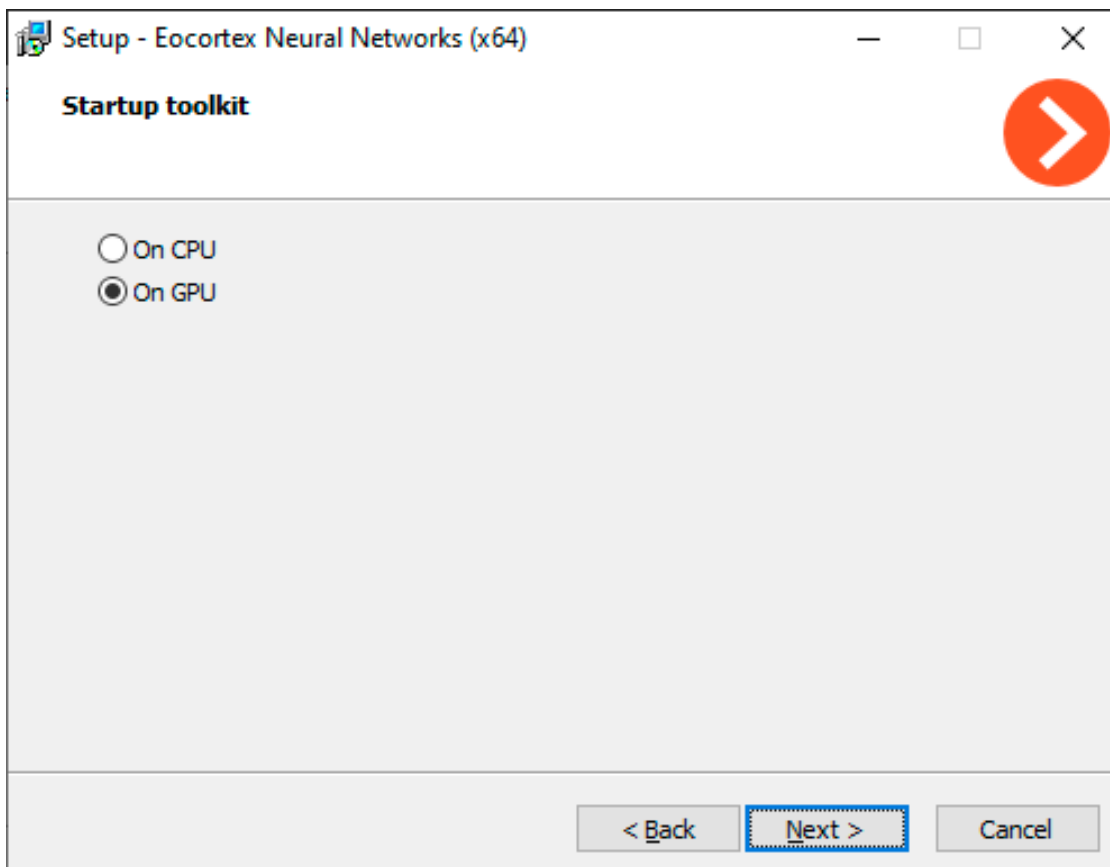 Setup - Eocortex Neural Networks (x64)
Startup toolkit
On CPU
On GPU
< Back Next > Cancel